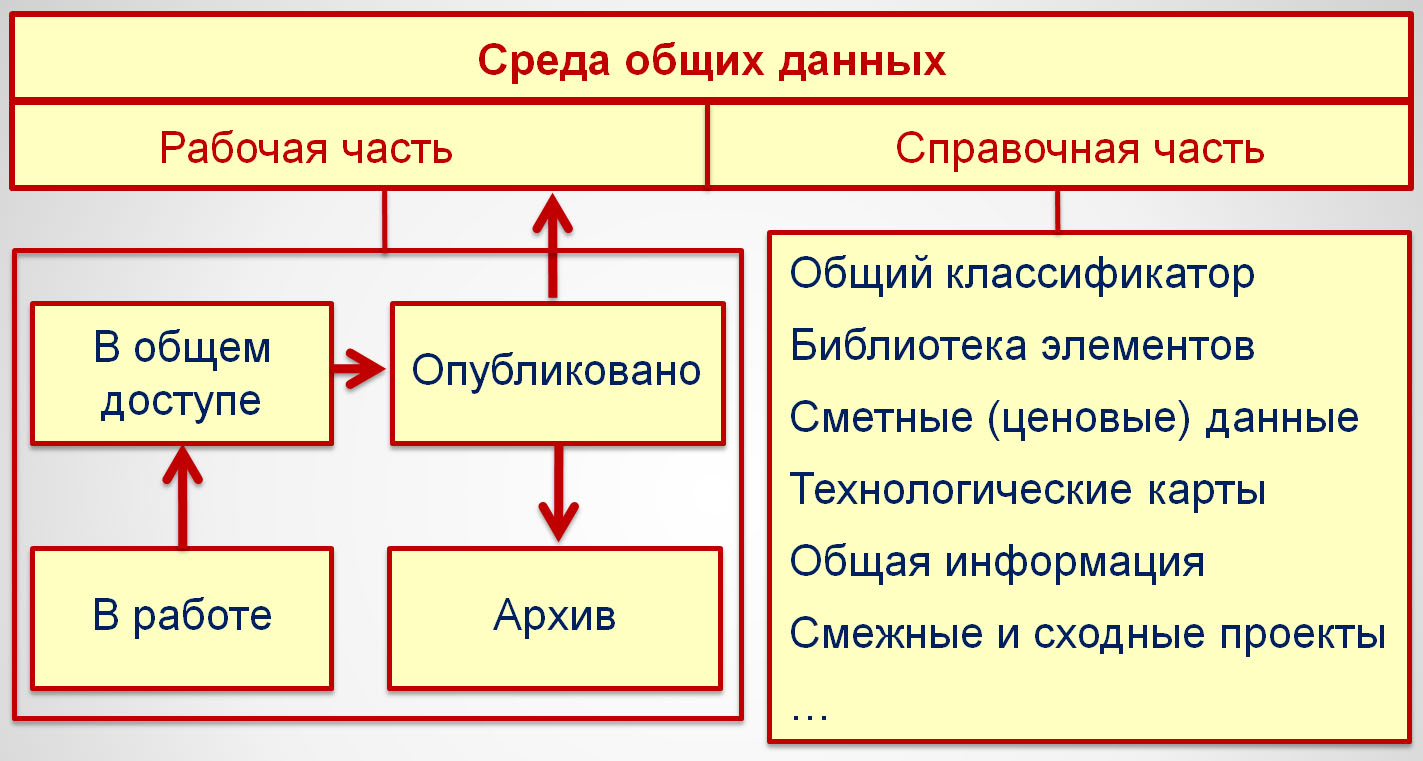 Среда общих данных
Рабочая часть
Справочная часть
В общем
доступе
Опубликовано
В работе
Архив
Общий классификатор
Библиотека элементов
Сметные (ценовые) данные
Технологические карты
Общая информация
Смежные и сходные проекты
...